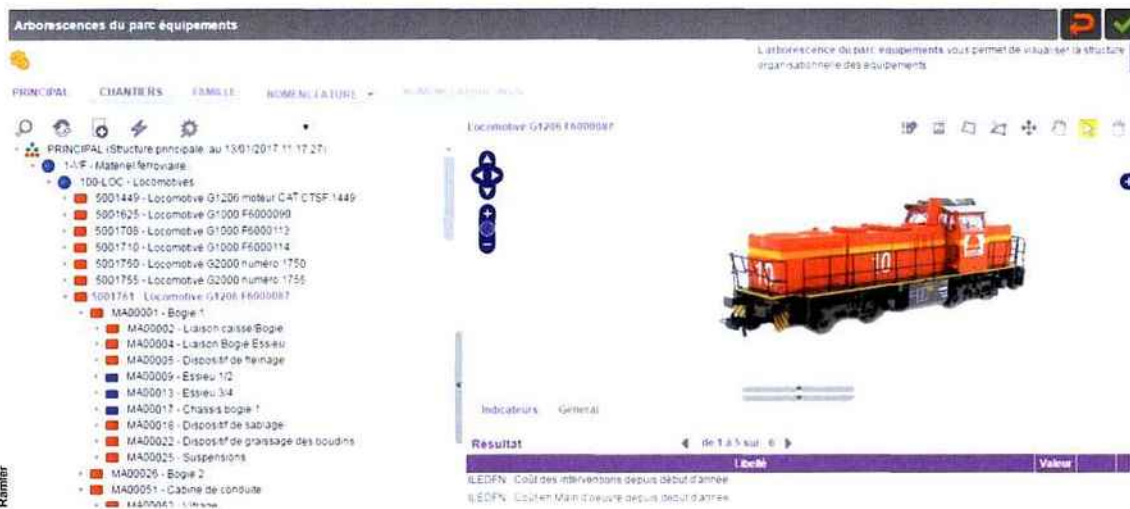 Arborescences du parc équipements
L'arborescence du parc équipements vous permet de visualiser la structure
organisationnelle des équipements
PRINCIPAL CHANTIERS FAMILLE NOMENCLATURE
Locomotive G1206 F6000087
PRINCIPAL (Structure principale au 13/01/2017 11:17:27)
1-VF - Matériel ferroviaire
100-LOC - Locomotives
5001449 - Locomotive G1206 moteur CAT CTSF 1449
5001625 - Locomotive G1000 F6000090
5001708 - Locomotive G1000 F6000112
5001710 - Locomotive G1000 F6000114
5001750 - Locomotive G2000 numéro 1750
5001755 - Locomotive G2000 numéro 1755
5001761 - Locomotive G1206 F6000087
MA00001 - Bogie 1
MA00002 - Liaison caisse/Bogie
MA00004 - Liaison Bogie Essieu
MA00005 - Dispositif de freinage
MA00009 - Essieu 1/2
MA00013 - Essieu 3/4
MA00017 - Chassis bogie 1
MA00018 - Dispositif de sablage
MA00022 - Dispositif de graissage des boudins
MA00025 - Suspensions
MA00026 - Bogie 2
MA00051 - Cabine de conduite
Vitrage
10
10
Indicateurs Général
Résultat de 1 à 5 sur 6
Libellé Valeur
ILEDFN Coût des interventions depuis début d'année
ILEDFN Coût en Main d'oeuvre depuis début d'année
Ramier